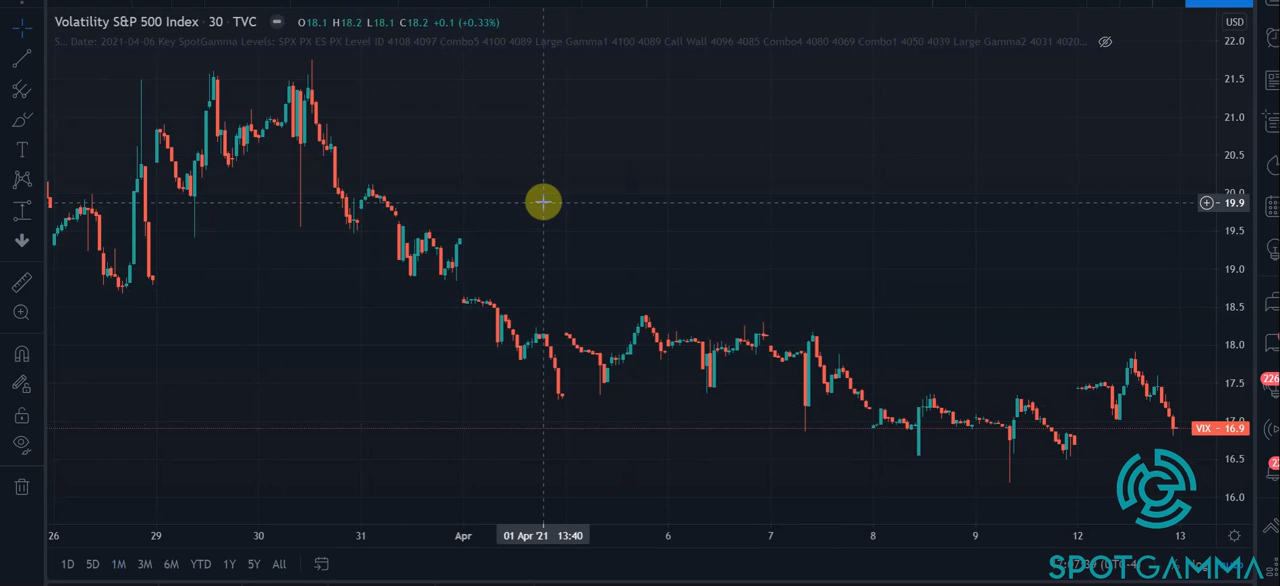 Volatility S&P 500 Index · 30 · TVC O18.1 H18.2 L18.1 C18.2 +0.1 (+0.33%) USD
S... Date: 2021-04-06 Key SpotGamma Levels: SPX PX ES PX Level ID 4108 4097 Combo5 4100 4089 Large Gamma1 4100 4089 Call Wall 4096 4085 Combo4 4080 4069 Combo1 4050 4039 Large Gamma2 4031 4020...
22.0
21.5
21.0
20.5
20.0
19.9
19.5
19.0
18.5
18.0
17.5
226
17.0
VIX - 16.9
16.5
16.0
26 29 30 31 Apr 01 Apr '21 13:40 6 7 8 9 12 13
1D 5D 1M 3M 6M YTD 1Y 5Y All (UTC-4)
SPOTGAMMA